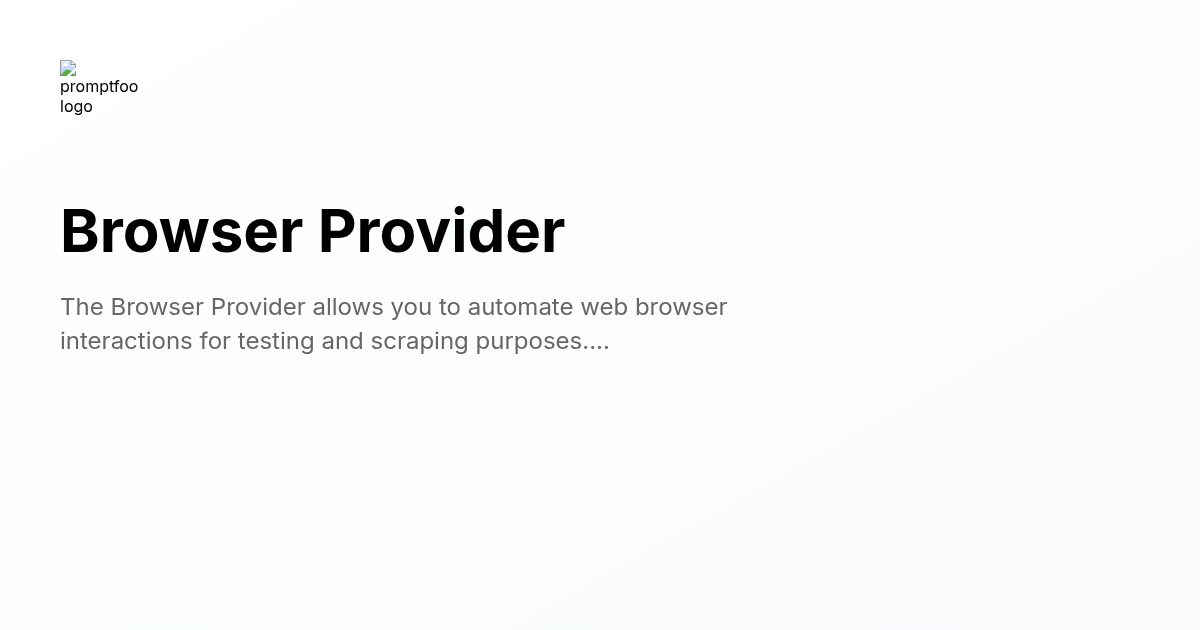 promptfoo
logo
Browser Provider
The Browser Provider allows you to automate web browser
interactions for testing and scraping purposes....